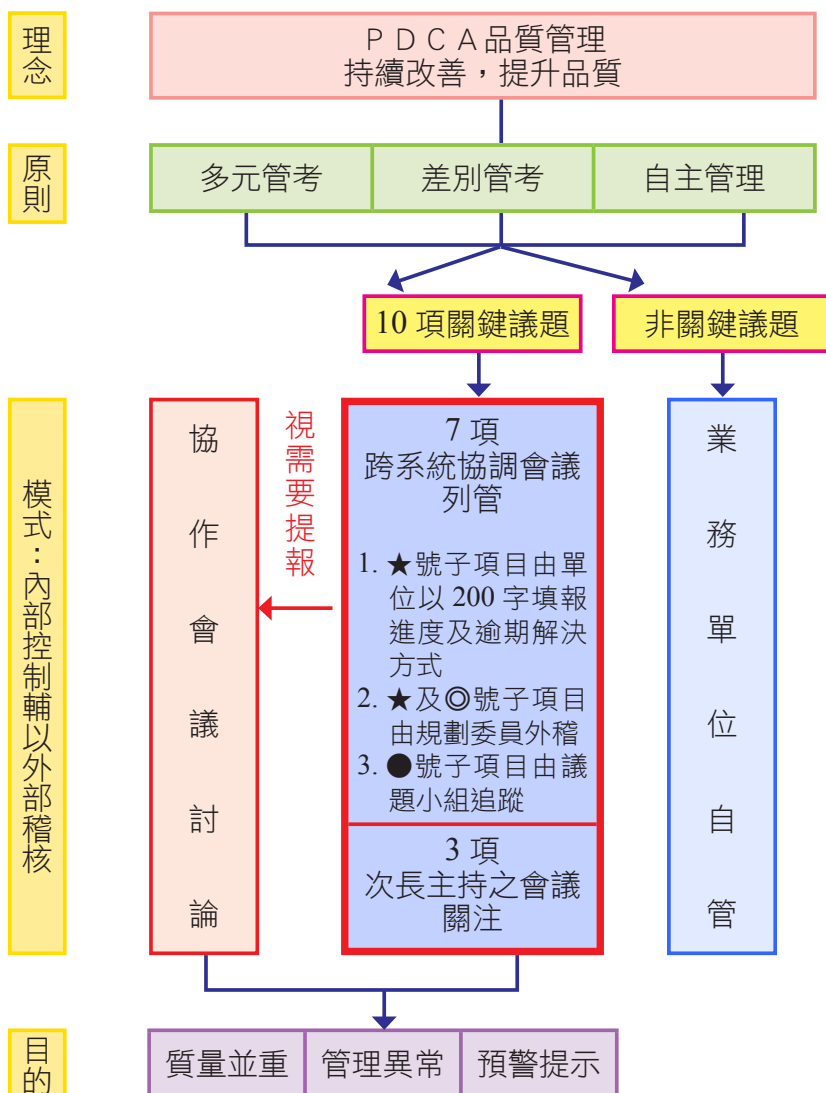 理念
ＰＤＣＡ品質管理
持續改善，提升品質
原則
多元管考
差別管考
自主管理
10 項關鍵議題
非關鍵議題
模式：內部控制輔以外部稽核
協作會議討論
視需要提報
7 項
跨系統協調會議
列管
1. ★號子項目由單
位以 200 字填報
進度及逾期解決
方式
2. ★及◎號子項目
由規劃委員外稽
3. ●號子項目由議
題小組追蹤
3 項
次長主持之會議
關注
業務單位自管
目的
質量並重
管理異常
預警提示